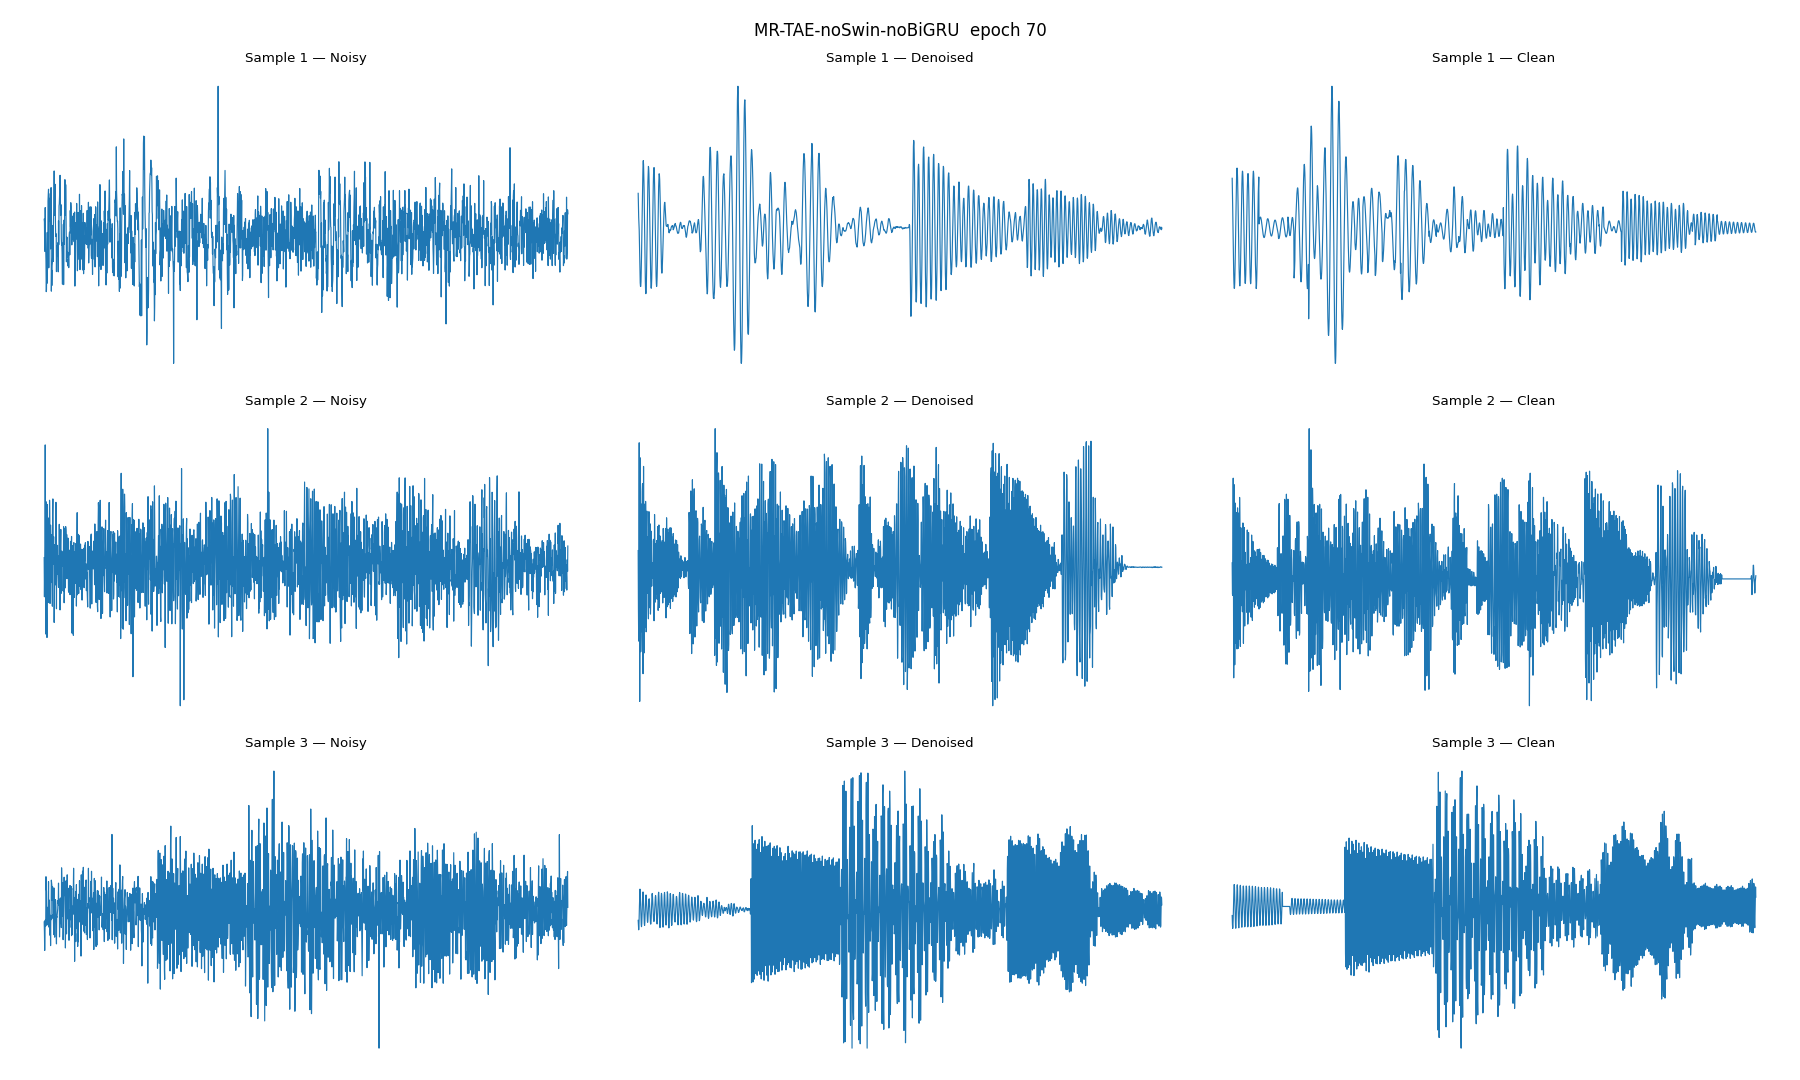 MR-TAE-noSwin-noBiGRU  epoch 70
Sample 1 — Noisy
Sample 1 — Denoised
Sample 1 — Clean
Sample 2 — Noisy
Sample 2 — Denoised
Sample 2 — Clean
Sample 3 — Noisy
Sample 3 — Denoised
Sample 3 — Clean